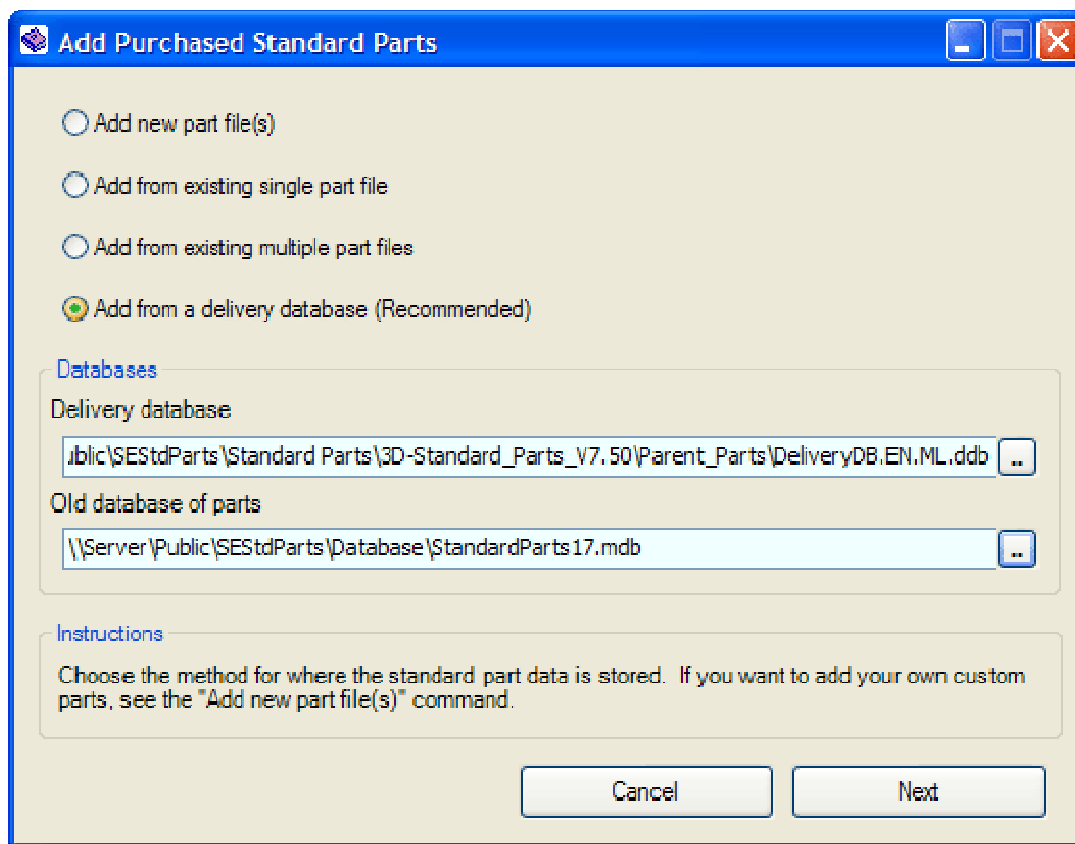 Add Purchased Standard Parts
Add new part file(s)
Add from existing single part file
Add from existing multiple part files
Add from a delivery database (Recommended)
Databases
Delivery database
\SEStdParts\Standard Parts\3D-Standard_Parts_V7.50\Parent_Parts\DeliveryDB.EN.ML.ddb
..
Old database of parts
\\Server\Public\SEStdParts\Database\StandardParts17.mdb
..
Instructions
Choose the method for where the standard part data is stored.  If you want to add your own custom
parts, see the "Add new part file(s)" command.
Cancel
Next